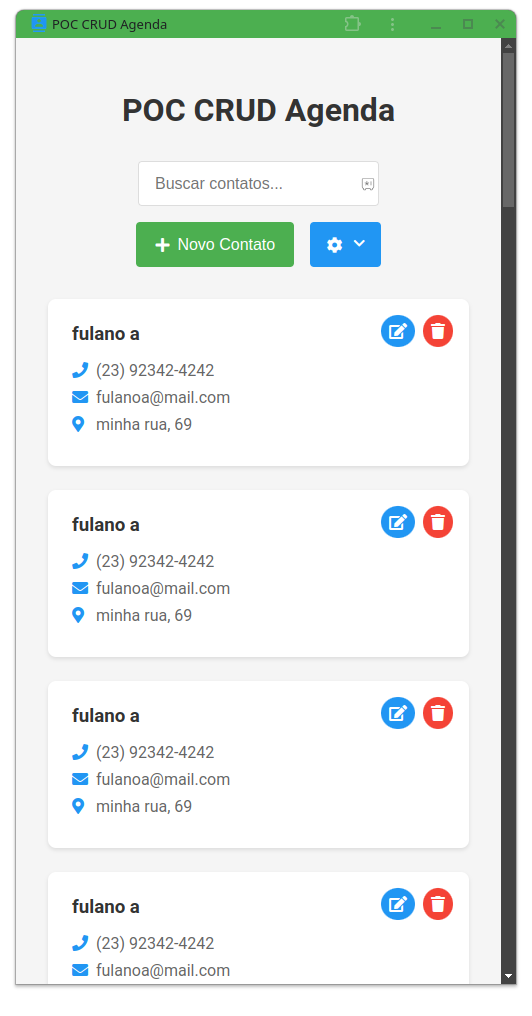 POC CRUD Agenda
POC CRUD Agenda
Buscar contatos...
Novo Contato
fulano a
(23) 92342-4242
fulanoa@mail.com
minha rua, 69
fulano a
(23) 92342-4242
fulanoa@mail.com
minha rua, 69
fulano a
(23) 92342-4242
fulanoa@mail.com
minha rua, 69
fulano a
(23) 92342-4242
fulanoa@mail.com